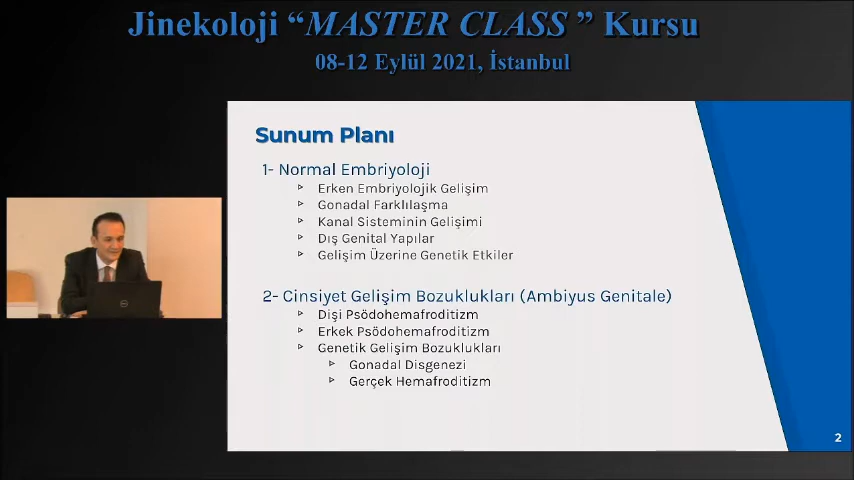 Jinekoloji “MASTER CLASS ” Kursu
08-12 Eylül 2021, İstanbul
Sunum Planı
1- Normal Embriyoloji
Erken Embriyolojik Gelişim
Gonadal Farklılaşma
Kanal Sisteminin Gelişimi
Dış Genital Yapılar
Gelişim Üzerine Genetik Etkiler
2- Cinsiyet Gelişim Bozuklukları (Ambiyus Genitale)
Dişi Psödohemafroditizm
Erkek Psödohemafroditizm
Genetik Gelişim Bozuklukları
Gonadal Disgenezi
Gerçek Hemafroditizm
2